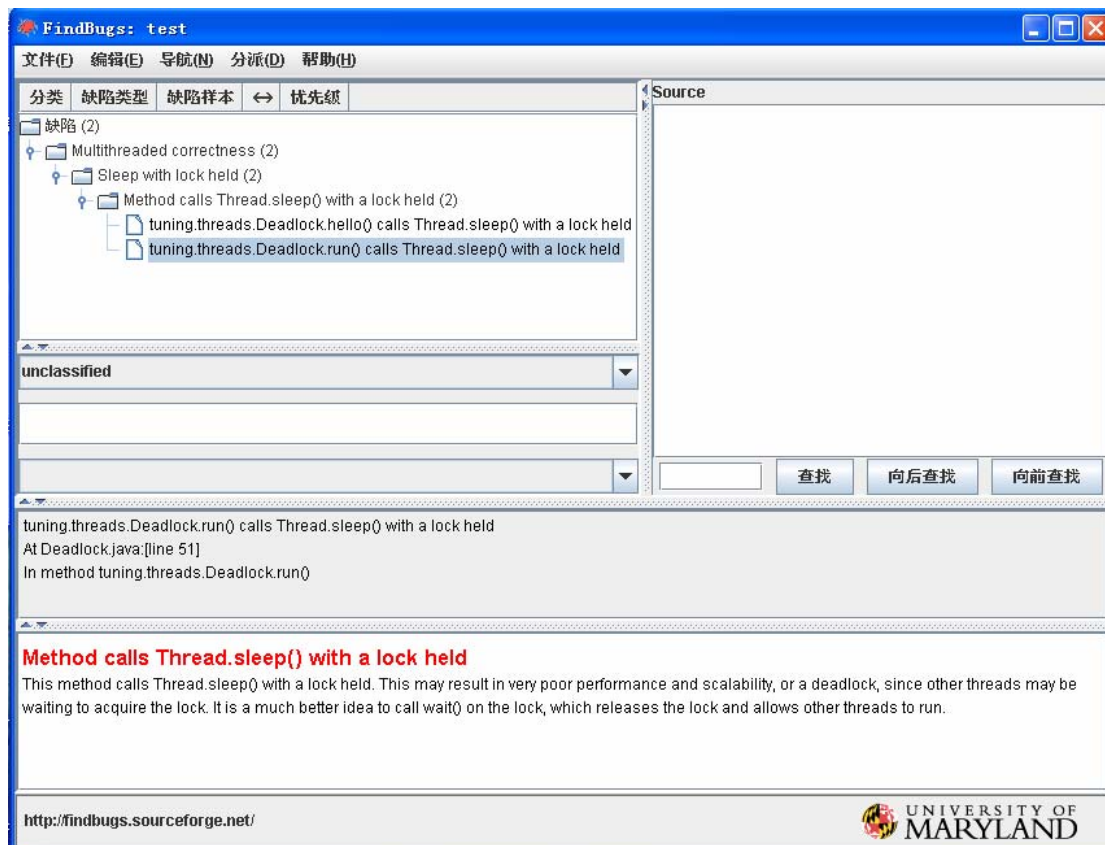 FindBugs: test
文件(F) 编辑(E) 导航(N) 分派(D) 帮助(H)
分类 缺陷类型 缺陷样本 ↔ 优先级
缺陷 (2)
Multithreaded correctness (2)
Sleep with lock held (2)
Method calls Thread.sleep() with a lock held (2)
tuning.threads.Deadlock.hello() calls Thread.sleep() with a lock held
tuning.threads.Deadlock.run() calls Thread.sleep() with a lock held
unclassified
Source
查找 向后查找 向前查找
tuning.threads.Deadlock.run() calls Thread.sleep() with a lock held
At Deadlock.java:[line 51]
In method tuning.threads.Deadlock.run()
Method calls Thread.sleep() with a lock held
This method calls Thread.sleep() with a lock held. This may result in very poor performance and scalability, or a deadlock, since other threads may be
waiting to acquire the lock. It is a much better idea to call wait() on the lock, which releases the lock and allows other threads to run.
http://findbugs.sourceforge.net/
UNIVERSITY OF
MARYLAND